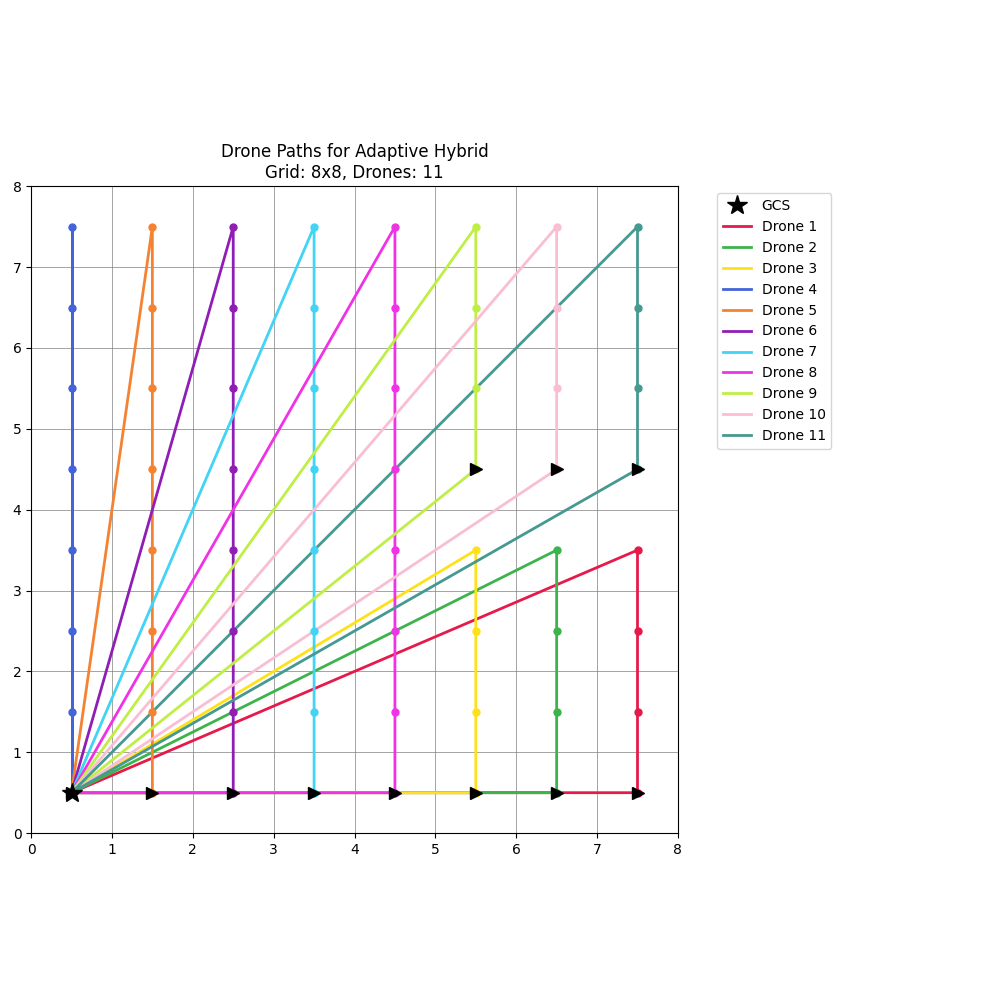 Drone Paths for Adaptive Hybrid
Grid: 8x8, Drones: 11
8
7
6
5
4
3
2
1
0
0 1 2 3 4 5 6 7 8
GCS
Drone 1
Drone 2
Drone 3
Drone 4
Drone 5
Drone 6
Drone 7
Drone 8
Drone 9
Drone 10
Drone 11